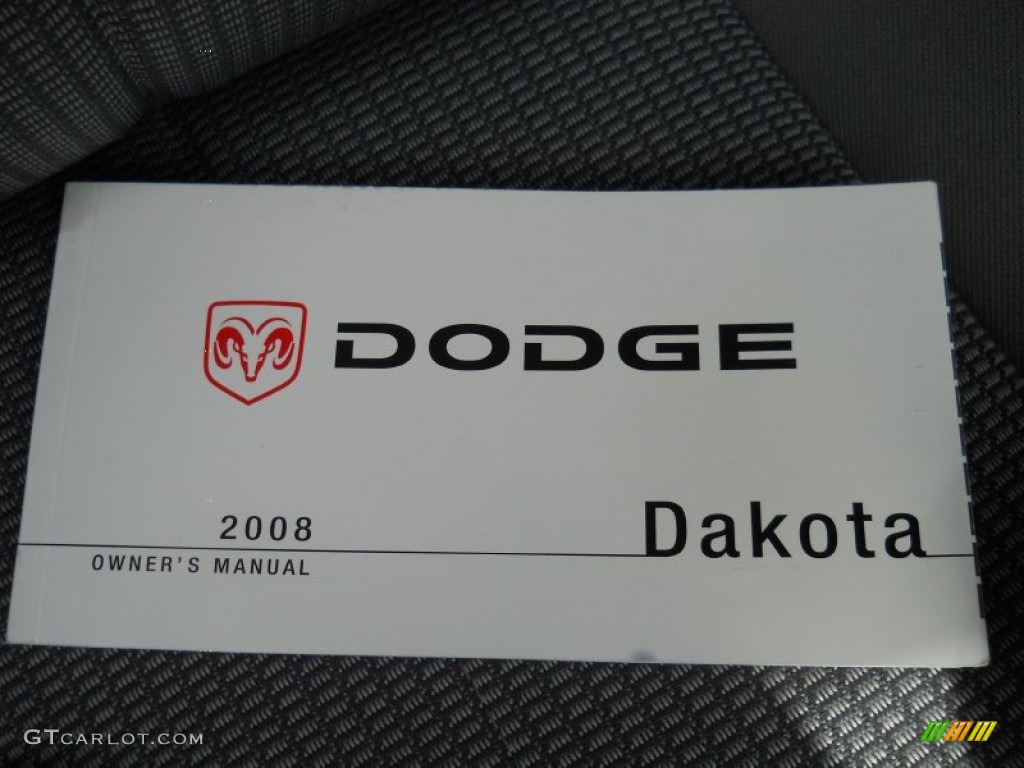 DODGE
2008
Dakota
OWNER'S MANUAL
GTCARLOT.COM